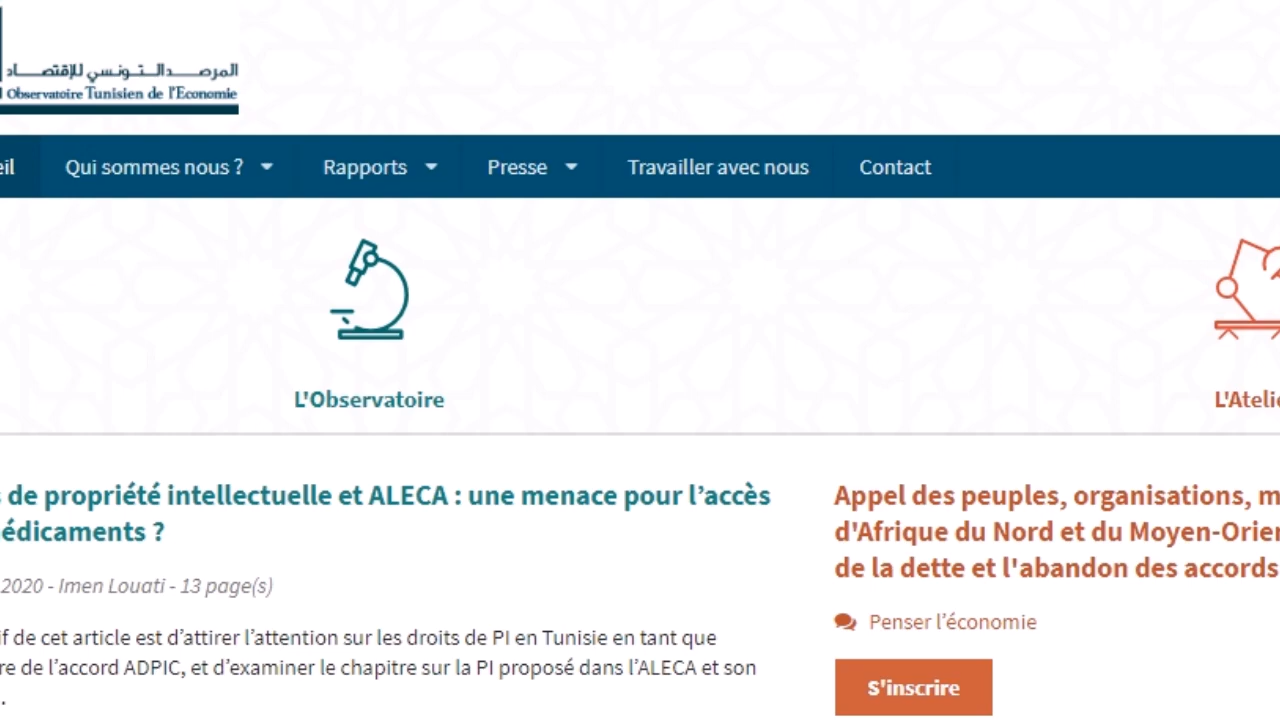 المرصد التونسي للإقتصاد
Observatoire Tunisien de l'Economie
eil Qui sommes nous ? Rapports Presse Travailler avec nous Contact
L'Observatoire
L'Atelie
s de propriété intellectuelle et ALECA : une menace pour l’accès
édicaments ?
2020 - Imen Louati - 13 page(s)
if de cet article est d’attirer l’attention sur les droits de PI en Tunisie en tant que
re de l’accord ADPIC, et d’examiner le chapitre sur la PI proposé dans l’ALECA et son
.
Appel des peuples, organisations, m
d'Afrique du Nord et du Moyen-Orien
de la dette et l'abandon des accords
Penser l’économie
S'inscrire